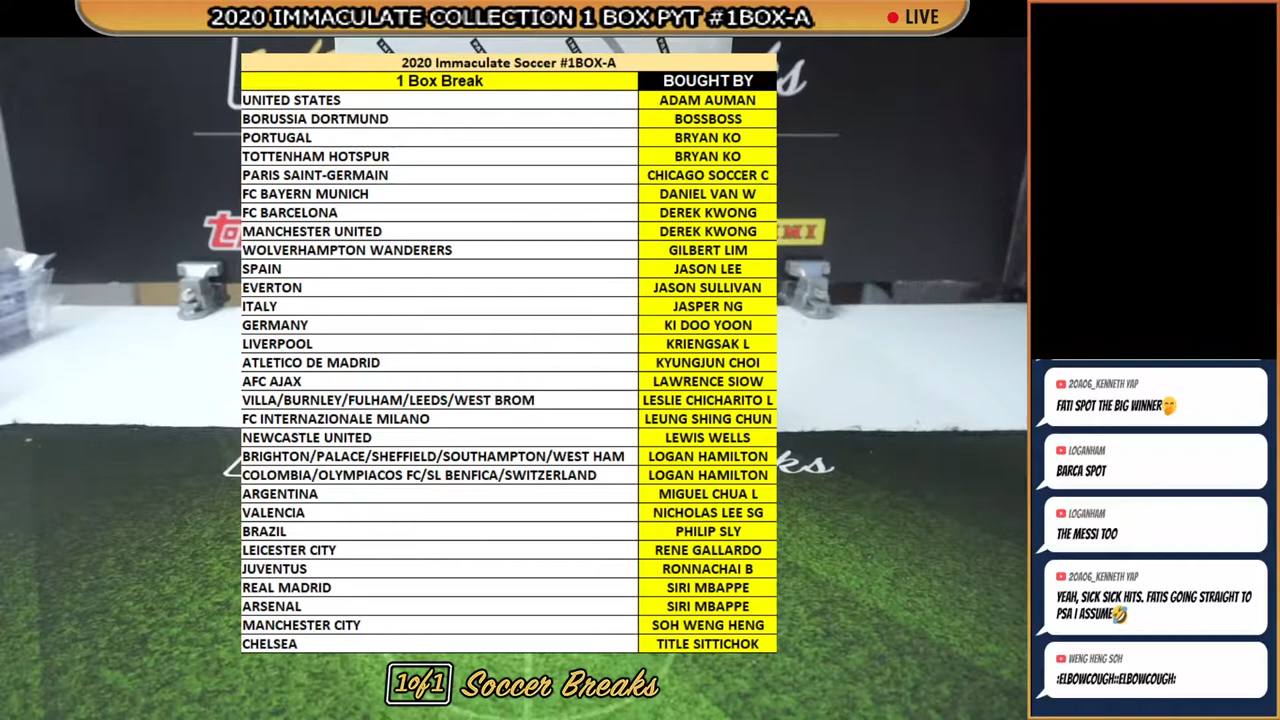 2020 IMMACULATE COLLECTION 1 BOX PYT #1BOX-A
LIVE
2020 Immaculate Soccer #1BOX-A
1 Box Break BOUGHT BY
UNITED STATES ADAM AUMAN
BORUSSIA DORTMUND BOSSBOSS
PORTUGAL BRYAN KO
TOTTENHAM HOTSPUR BRYAN KO
PARIS SAINT-GERMAIN CHICAGO SOCCER C
FC BAYERN MUNICH DANIEL VAN W
FC BARCELONA DEREK KWONG
MANCHESTER UNITED DEREK KWONG
WOLVERHAMPTON WANDERERS GILBERT LIM
SPAIN JASON LEE
EVERTON JASON SULLIVAN
ITALY JASPER NG
GERMANY KI DOO YOON
LIVERPOOL KRIENGSAK L
ATLETICO DE MADRID KYUNGJUN CHOI
AFC AJAX LAWRENCE SIOW
VILLA/BURNLEY/FULHAM/LEEDS/WEST BROM LESLIE CHICHARITO L
FC INTERNAZIONALE MILANO LEUNG SHING CHUN
NEWCASTLE UNITED LEWIS WELLS
BRIGHTON/PALACE/SHEFFIELD/SOUTHAMPTON/WEST HAM LOGAN HAMILTON
COLOMBIA/OLYMPIACOS FC/SL BENFICA/SWITZERLAND LOGAN HAMILTON
ARGENTINA MIGUEL CHUA L
VALENCIA NICHOLAS LEE SG
BRAZIL PHILIP SLY
LEICESTER CITY RENE GALLARDO
JUVENTUS RONNACHAI B
REAL MADRID SIRI MBAPPE
ARSENAL SIRI MBAPPE
MANCHESTER CITY SOH WENG HENG
CHELSEA TITLE SITTICHOK
1of1 Soccer Breaks
20A06_KENNETH YAP
FATI SPOT THE BIG WINNER🤭
LOGANHAM
BARCA SPOT
LOGANHAM
THE MESSI TOO
20A06_KENNETH YAP
YEAH, SICK SICK HITS. FATIS GOING STRAIGHT TO
PSA I ASSUME🤣
WENG HENG SOH
:ELBOWCOUGH::ELBOWCOUGH: